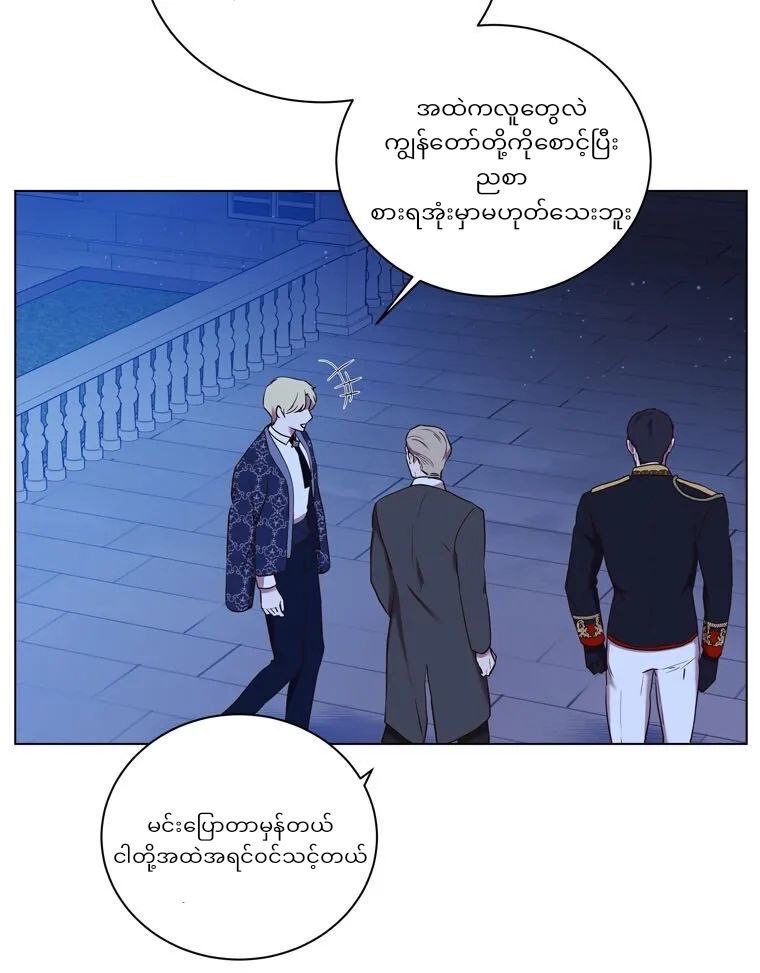 အထဲကလူတွေလဲ
ကျွန်တော်တို့ကိုစောင့်ပြီး
ညစာ
စားရအုံးမှာမဟုတ်သေးဘူး
မင်းပြောတာမှန်တယ်
ငါတို့အထဲအရင်ဝင်သင့်တယ်